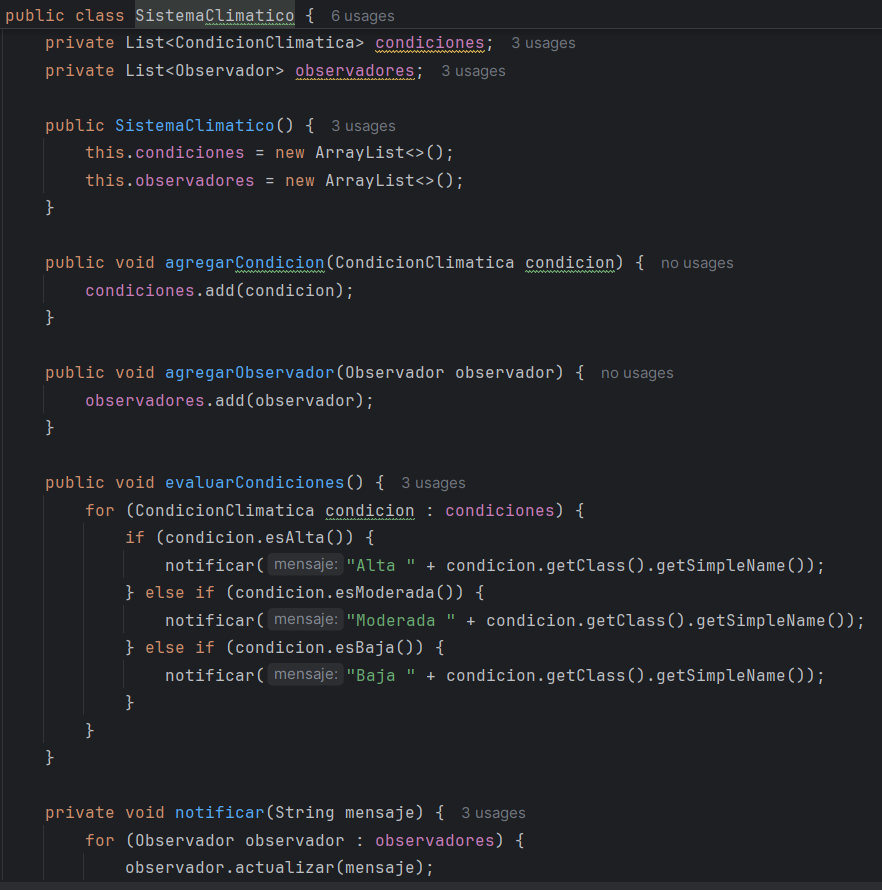 public class SistemaClimatico {  6 usages
    private List<CondicionClimatica> condiciones;  3 usages
    private List<Observador> observadores;  3 usages

    public SistemaClimatico() {  3 usages
        this.condiciones = new ArrayList<>();
        this.observadores = new ArrayList<>();
    }

    public void agregarCondicion(CondicionClimatica condicion) {  no usages
        condiciones.add(condicion);
    }

    public void agregarObservador(Observador observador) {  no usages
        observadores.add(observador);
    }

    public void evaluarCondiciones() {  3 usages
        for (CondicionClimatica condicion : condiciones) {
            if (condicion.esAlta()) {
                notificar( mensaje: "Alta " + condicion.getClass().getSimpleName());
            } else if (condicion.esModerada()) {
                notificar( mensaje: "Moderada " + condicion.getClass().getSimpleName());
            } else if (condicion.esBaja()) {
                notificar( mensaje: "Baja " + condicion.getClass().getSimpleName());
            }
        }
    }

    private void notificar(String mensaje) {  3 usages
        for (Observador observador : observadores) {
            observador.actualizar(mensaje);